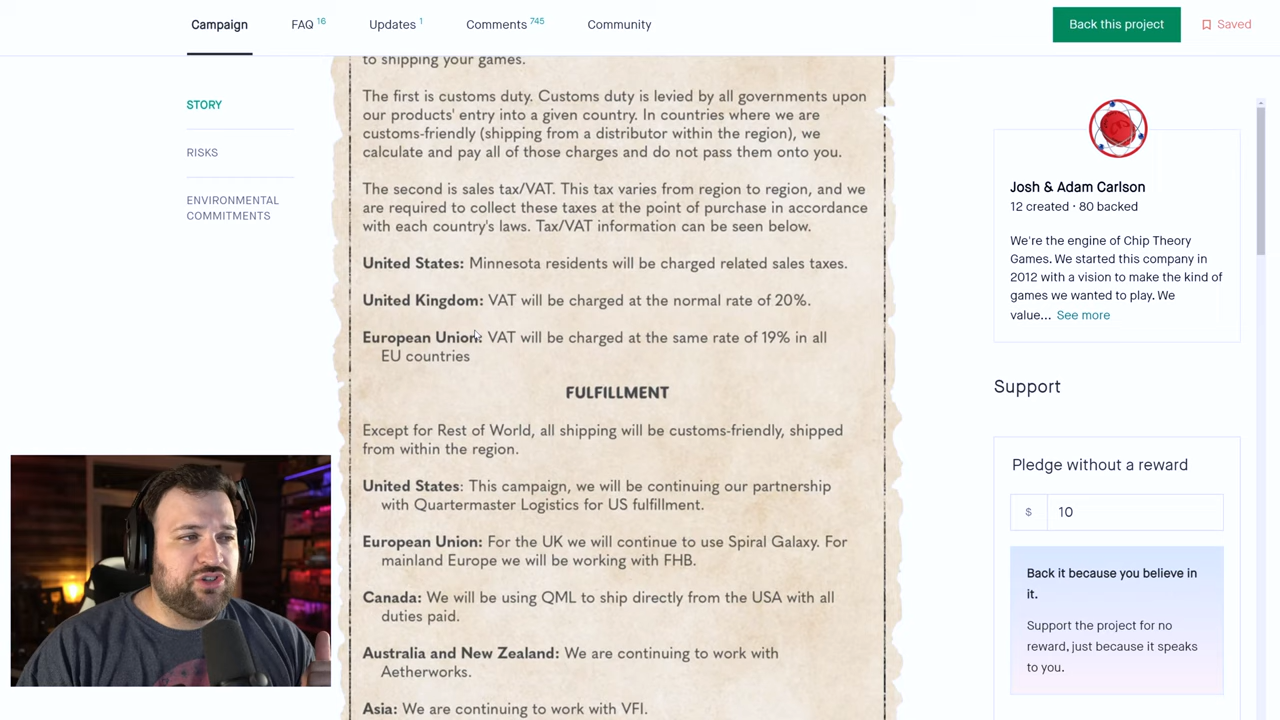 Campaign
FAQ 16
Updates 1
Comments 745
Community
Back this project
Saved
STORY
RISKS
ENVIRONMENTAL
COMMITMENTS
to shipping your games.
The first is customs duty. Customs duty is levied by all governments upon
our products' entry into a given country. In countries where we are
customs-friendly (shipping from a distributor within the region), we
calculate and pay all of those charges and do not pass them onto you.
The second is sales tax/VAT. This tax varies from region to region, and we
are required to collect these taxes at the point of purchase in accordance
with each country's laws. Tax/VAT information can be seen below.
United States: Minnesota residents will be charged related sales taxes.
United Kingdom: VAT will be charged at the normal rate of 20%.
European Union: VAT will be charged at the same rate of 19% in all
EU countries
FULFILLMENT
Except for Rest of World, all shipping will be customs-friendly, shipped
from within the region.
United States: This campaign, we will be continuing our partnership
with Quartermaster Logistics for US fulfillment.
European Union: For the UK we will continue to use Spiral Galaxy. For
mainland Europe we will be working with FHB.
Canada: We will be using QML to ship directly from the USA with all
duties paid.
Australia and New Zealand: We are continuing to work with
Aetherworks.
Asia: We are continuing to work with VFI.
Josh & Adam Carlson
12 created · 80 backed
We're the engine of Chip Theory
Games. We started this company in
2012 with a vision to make the kind of
games we wanted to play. We
value... See more
Support
Pledge without a reward
$ 10
Back it because you believe in
it.
Support the project for no
reward, just because it speaks
to you.